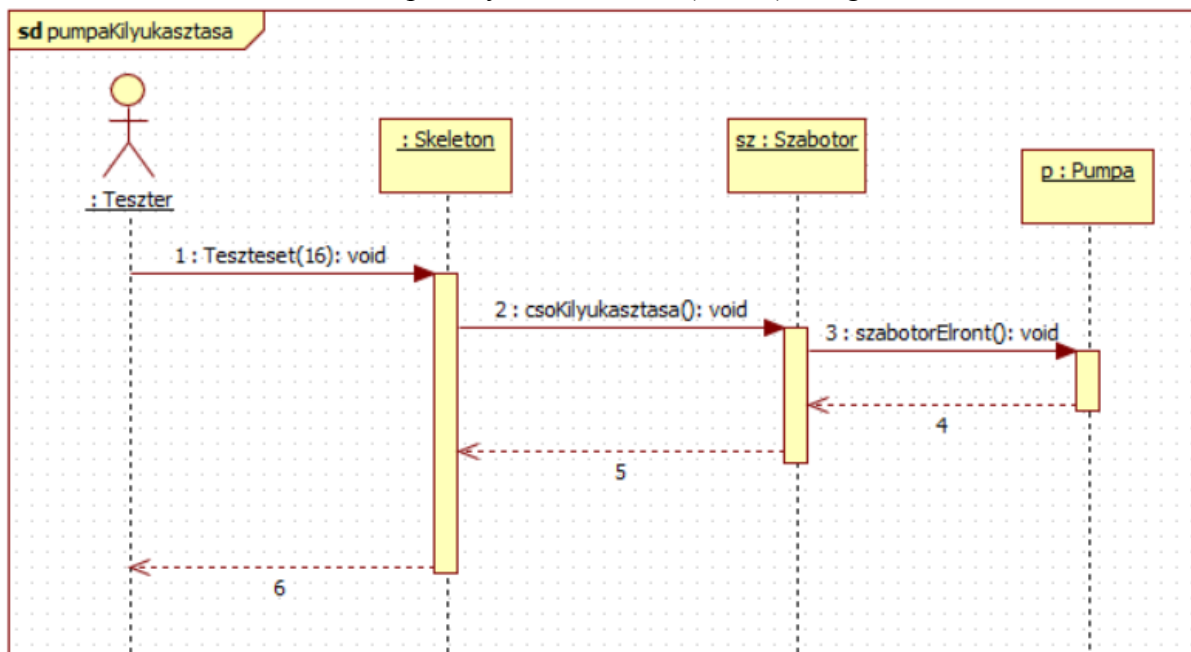 sd pumpaKilyukasztasa
: Skeleton
sz : Szabotor
p : Pumpa
: Teszter
1 : Teszteset(16): void
2 : csoKilyukasztasa(): void
3 : szabotorElront(): void
4
5
6